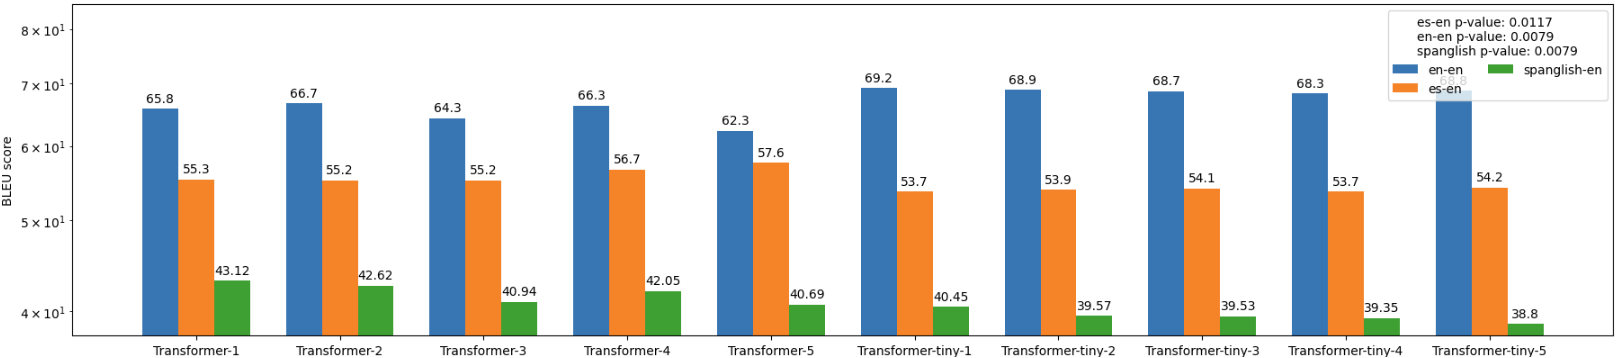 es-en p-value: 0.0117
en-en p-value: 0.0079
spanglish p-value: 0.0079
en-en
spanglish-en
es-en
BLEU score
8 × 10¹
7 × 10¹
6 × 10¹
5 × 10¹
4 × 10¹
65.8
55.3
43.12
66.7
55.2
42.62
64.3
55.2
40.94
66.3
56.7
42.05
62.3
57.6
40.69
69.2
53.7
40.45
68.9
53.9
39.57
68.7
54.1
39.53
68.3
53.7
39.35
68.8
54.2
38.8
Transformer-1
Transformer-2
Transformer-3
Transformer-4
Transformer-5
Transformer-tiny-1
Transformer-tiny-2
Transformer-tiny-3
Transformer-tiny-4
Transformer-tiny-5